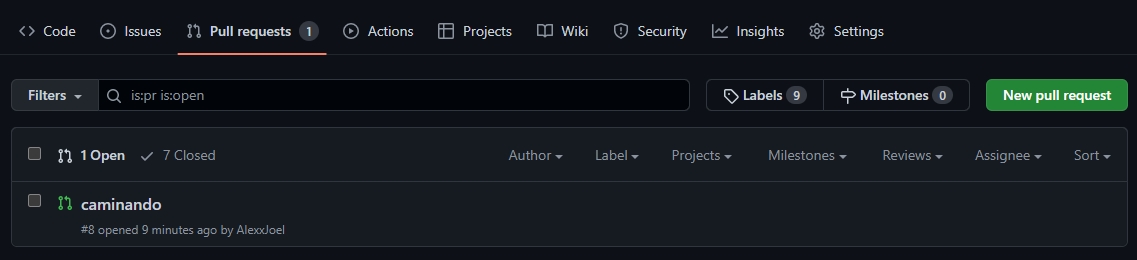 Code Issues Pull requests 1 Actions Projects Wiki Security Insights Settings
Filters is:pr is:open Labels 9 Milestones 0 New pull request
1 Open 7 Closed Author Label Projects Milestones Reviews Assignee Sort
caminando
#8 opened 9 minutes ago by AlexxJoel